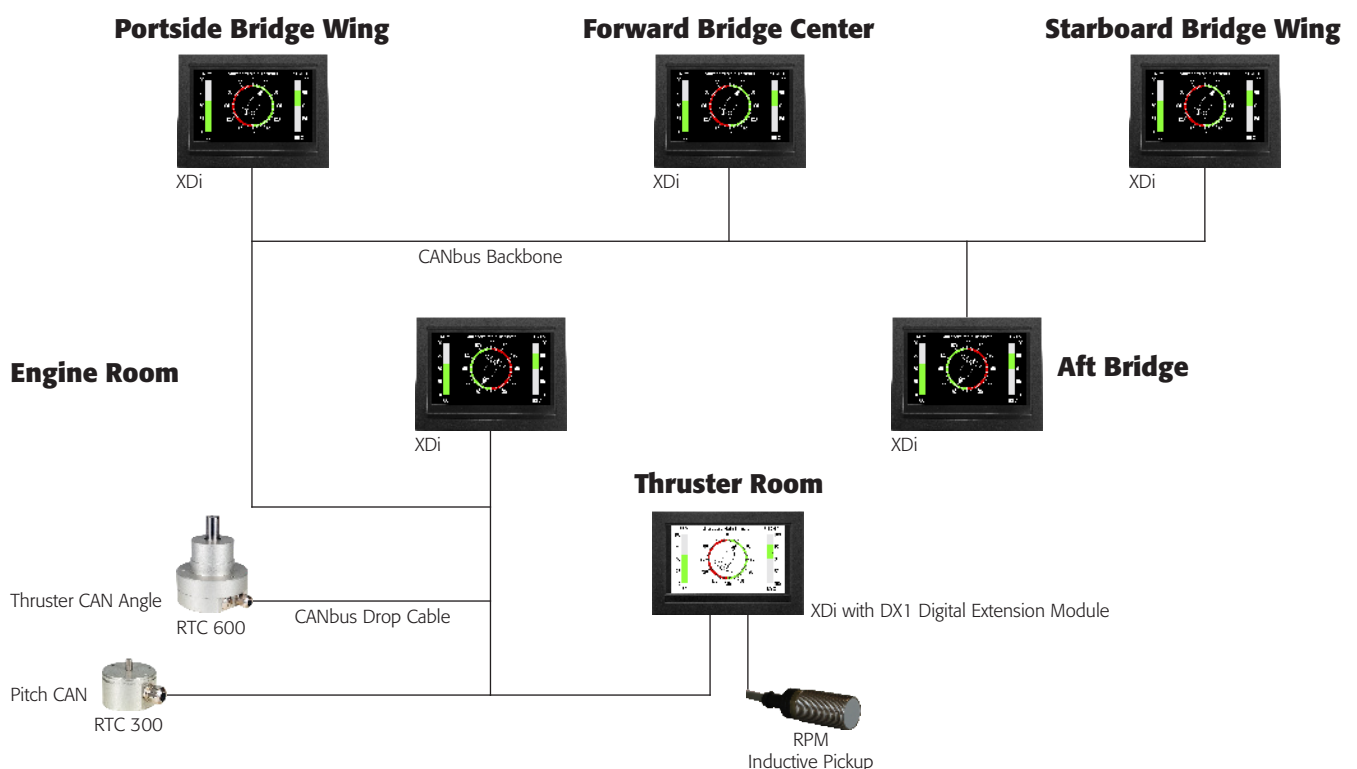 Portside Bridge Wing
Forward Bridge Center
Starboard Bridge Wing
XDi
XDi
XDi
CANbus Backbone
Engine Room
Aft Bridge
XDi
XDi
Thruster Room
Thruster CAN Angle
RTC 600
CANbus Drop Cable
XDi with DX1 Digital Extension Module
Pitch CAN
RTC 300
RPM
Inductive Pickup